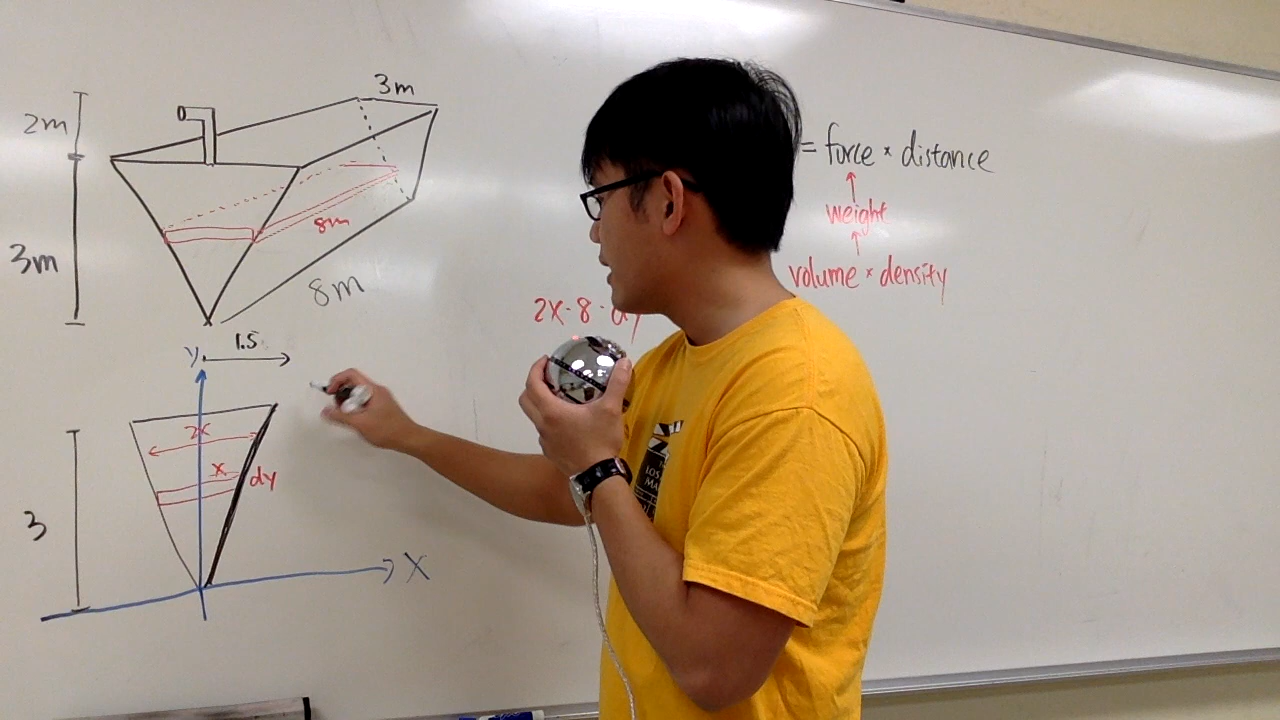 3m
2m
3m
8m
8m
= force × distance
weight
volume × density
2x · 8 · dy
y
1.5
2x
x
dy
3
X